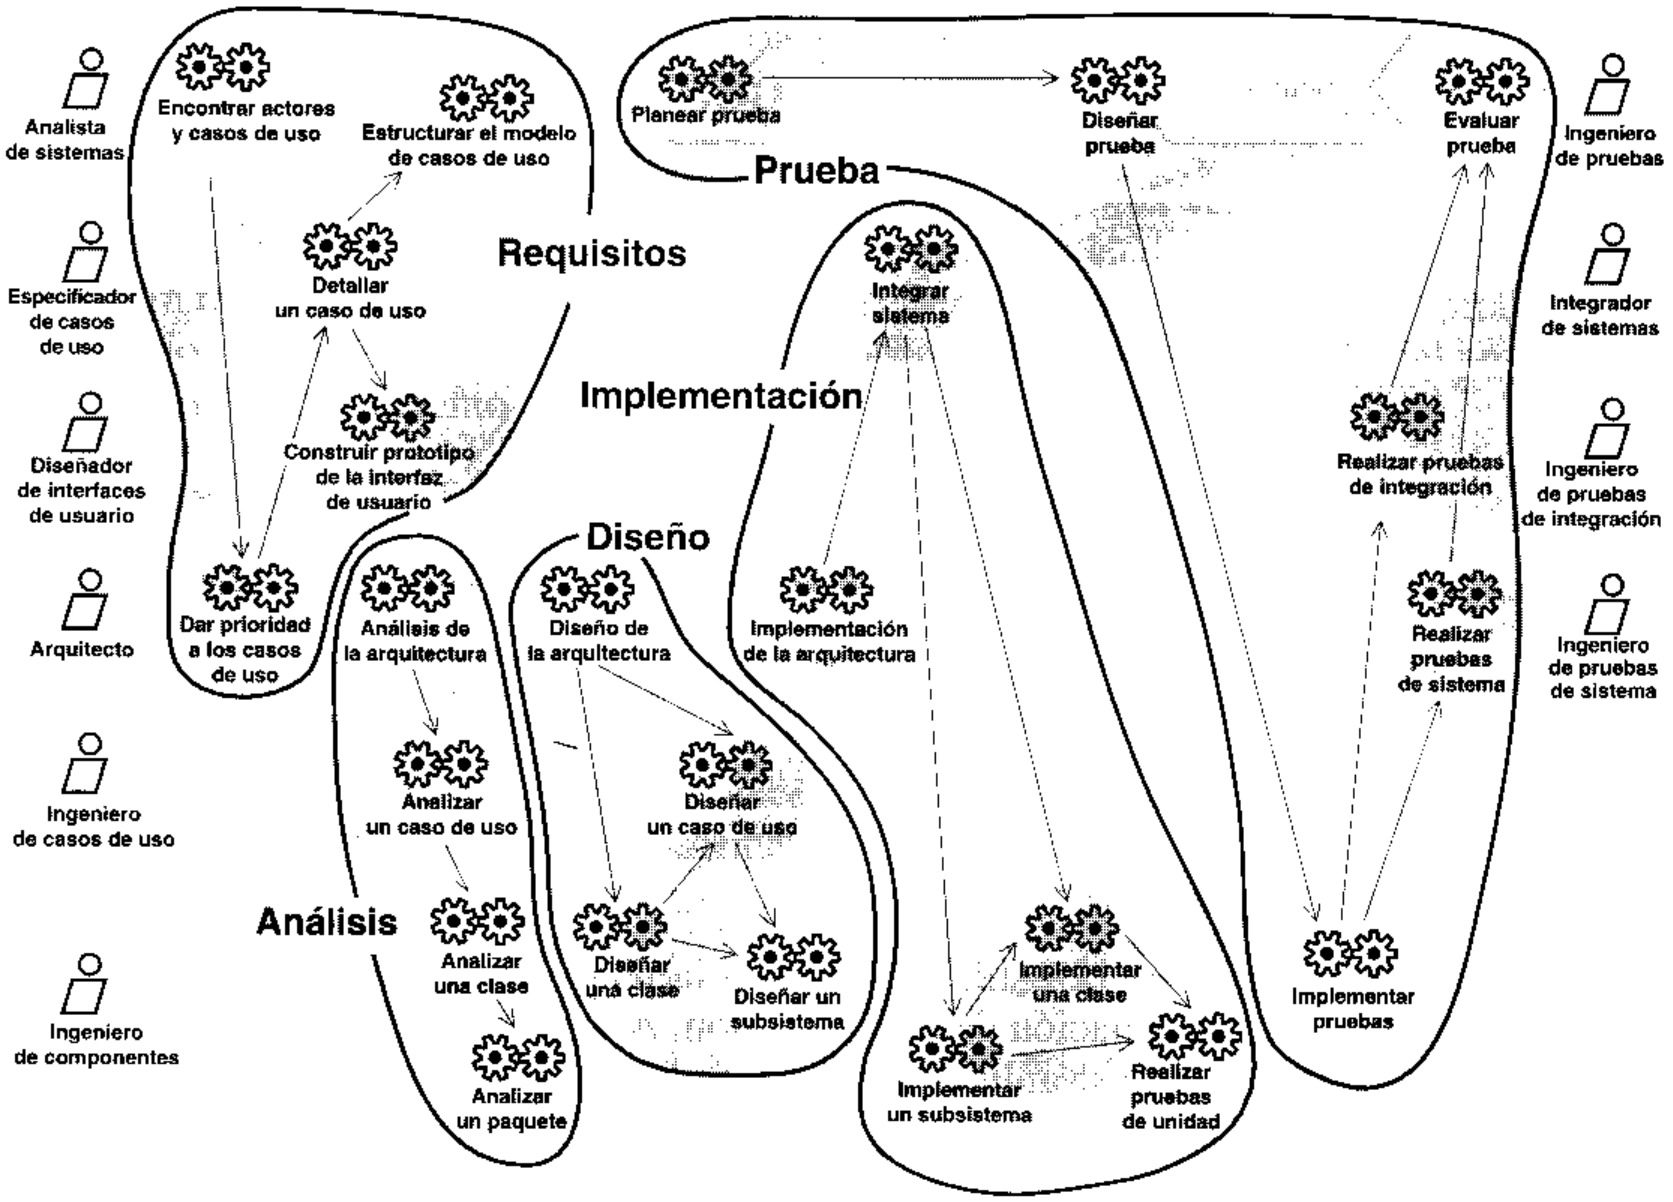 Analista
de sistemas
Especificador
de casos
de uso
Diseñador
de interfaces
de usuario
Arquitecto
Ingeniero
de casos de uso
Ingeniero
de componentes
Encontrar actores
y casos de uso
Estructurar el modelo
de casos de uso
Detallar
un caso de uso
Requisitos
Construir prototipo
de la interfaz
de usuario
Dar prioridad
a los casos
de uso
Análisis de
la arquitectura
Analizar
un caso de uso
Análisis
Analizar
una clase
Analizar
un paquete
Diseño
Diseño de
la arquitectura
Diseñar
un caso de uso
Diseñar
una clase
Diseñar un
subsistema
Implementación
Integrar
sistema
Implementación
de la arquitectura
Implementar
una clase
Implementar
un subsistema
Realizar
pruebas
de unidad
Prueba
Planear prueba
Diseñar
prueba
Evaluar
prueba
Realizar pruebas
de integración
Realizar
pruebas
de sistema
Implementar
pruebas
Ingeniero
de pruebas
Integrador
de sistemas
Ingeniero
de pruebas
de integración
Ingeniero
de pruebas
de sistema